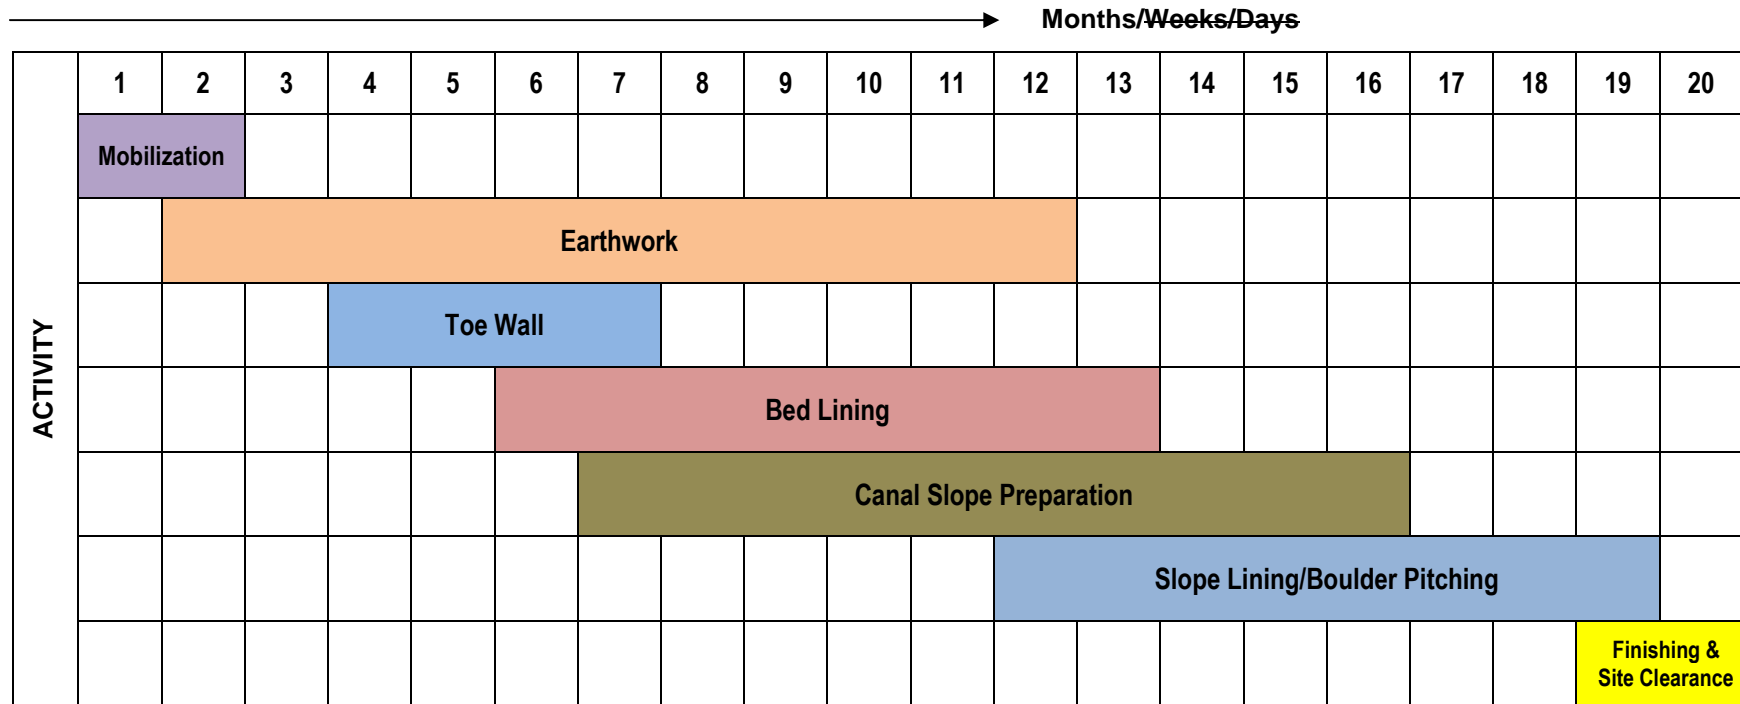 Months/Weeks/Days
1 2 3 4 5 6 7 8 9 10 11 12 13 14 15 16 17 18 19 20
ACTIVITY
Mobilization
Earthwork
Toe Wall
Bed Lining
Canal Slope Preparation
Slope Lining/Boulder Pitching
Finishing &
Site Clearance